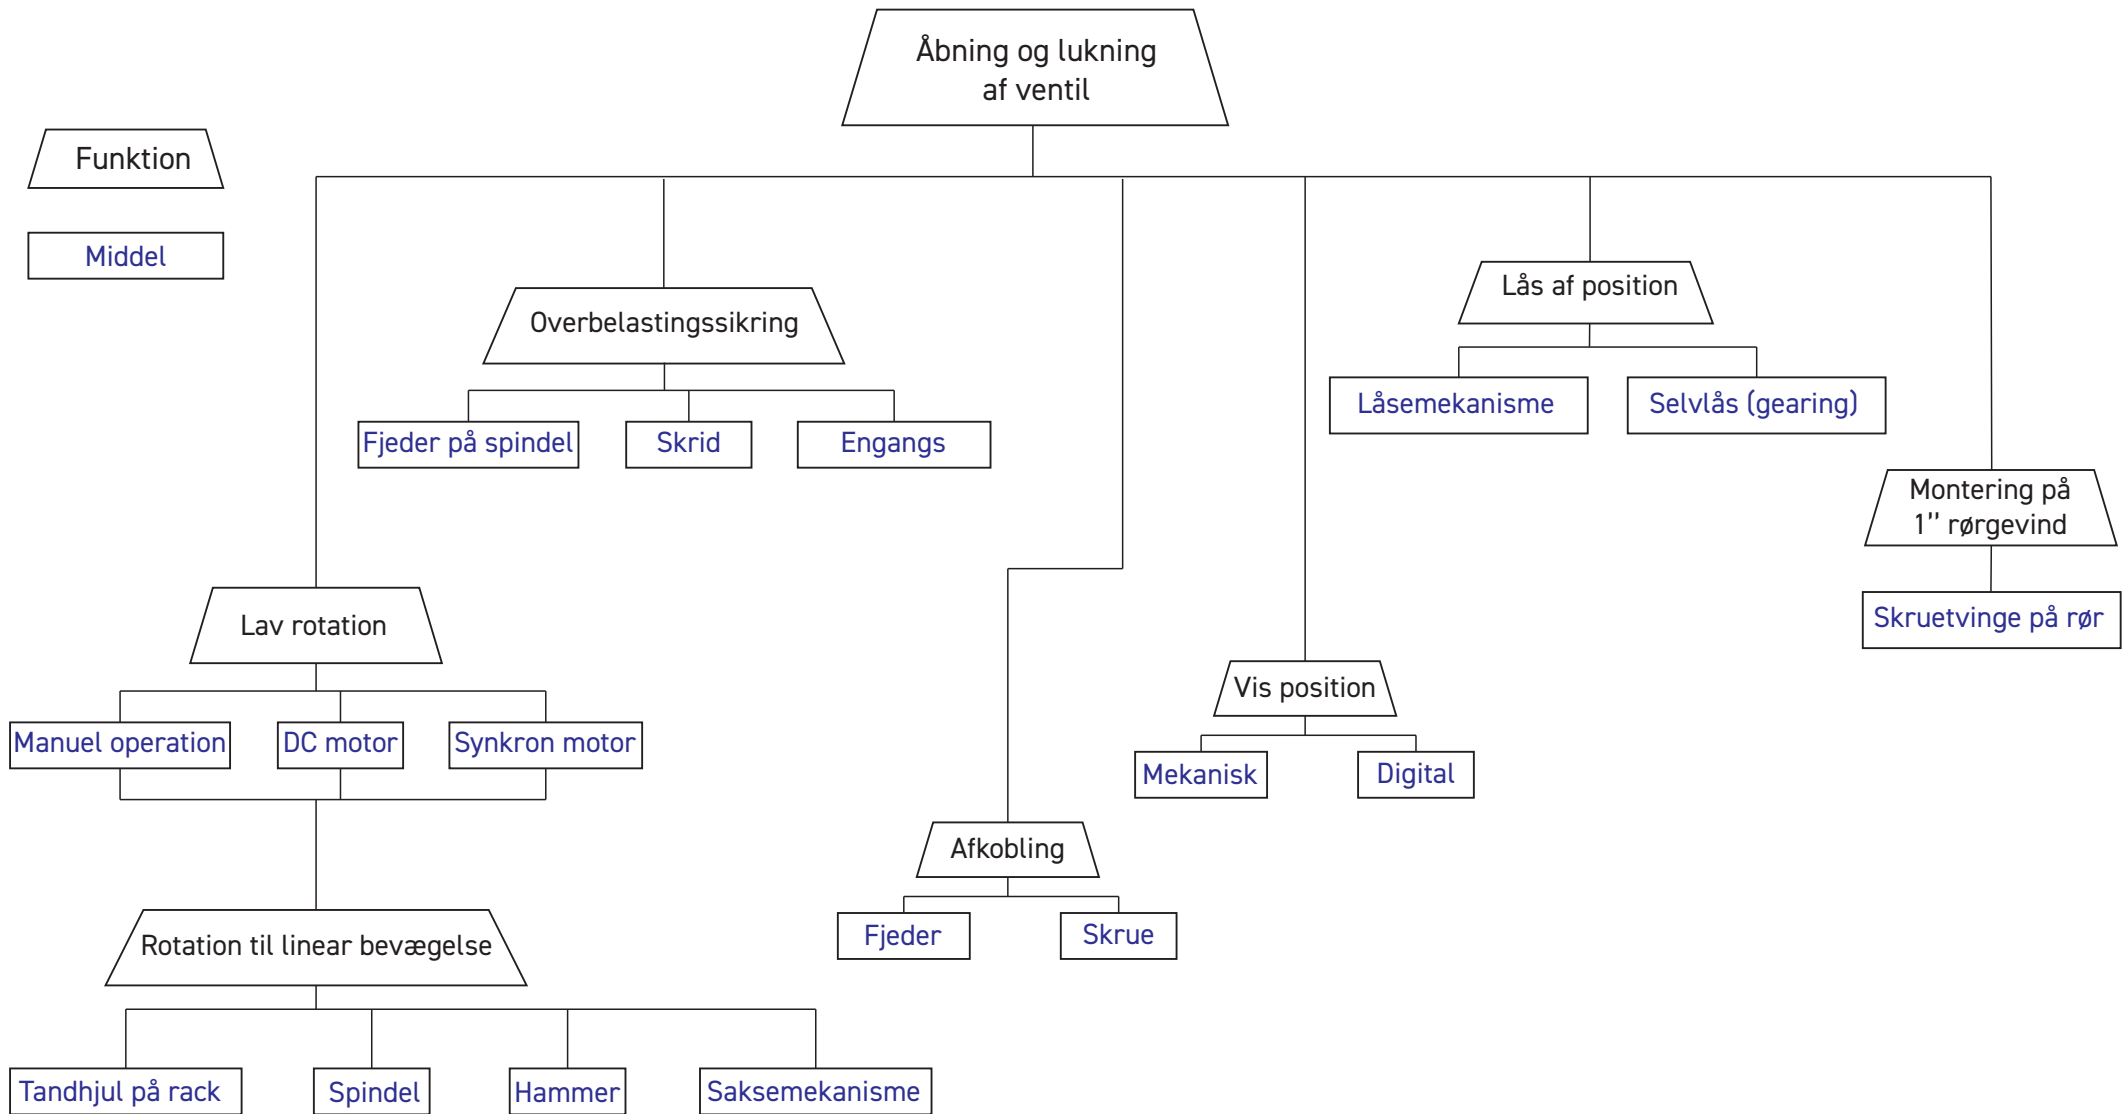 Åbning og lukning
af ventil
Funktion
Middel
Overbelastingssikring
Fjeder på spindel
Skrid
Engangs
Lås af position
Låsemekanisme
Selvlås (gearing)
Montering på
1’’ rørgevind
Skruetvinge på rør
Lav rotation
Manuel operation
DC motor
Synkron motor
Vis position
Mekanisk
Digital
Afkobling
Fjeder
Skrue
Rotation til linear bevægelse
Tandhjul på rack
Spindel
Hammer
Saksemekanisme